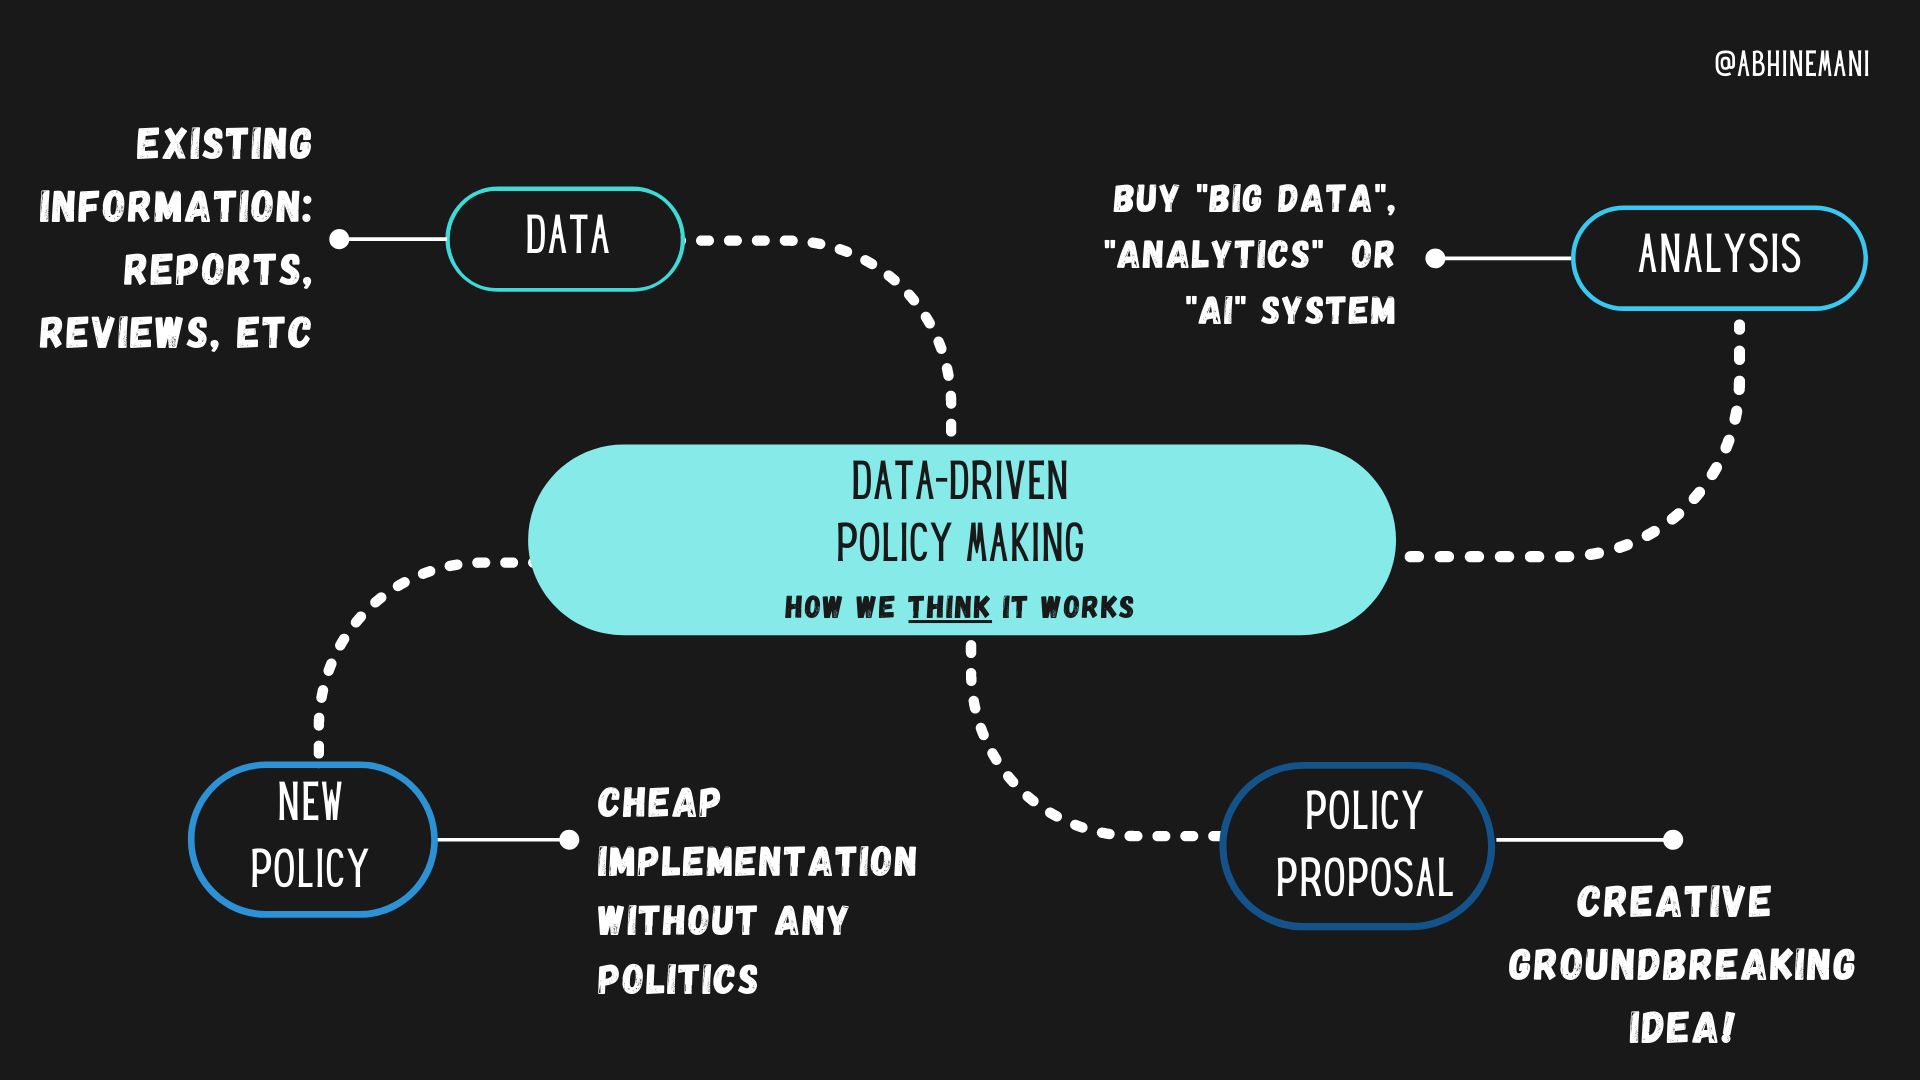 @ABHINEMANI
EXISTING
INFORMATION:
REPORTS,
REVIEWS, ETC
DATA
BUY "BIG DATA",
"ANALYTICS" OR
"AI" SYSTEM
ANALYSIS
DATA-DRIVEN
POLICY MAKING
HOW WE THINK IT WORKS
NEW
POLICY
CHEAP
IMPLEMENTATION
WITHOUT ANY
POLITICS
POLICY
PROPOSAL
CREATIVE
GROUNDBREAKING
IDEA!